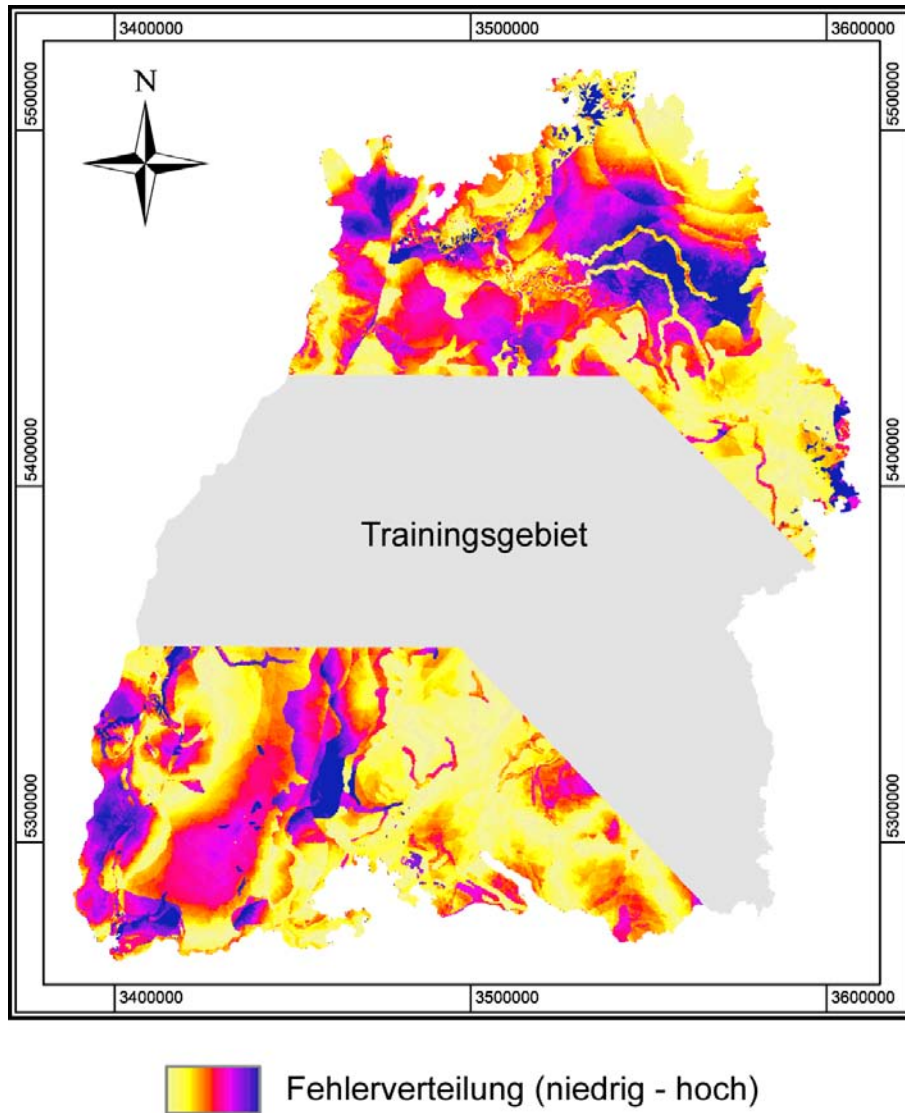 3400000 3500000 3600000
N
5500000 5500000
5400000 5400000
Trainingsgebiet
5300000 5300000
3400000 3500000 3600000
Fehlerverteilung (niedrig - hoch)